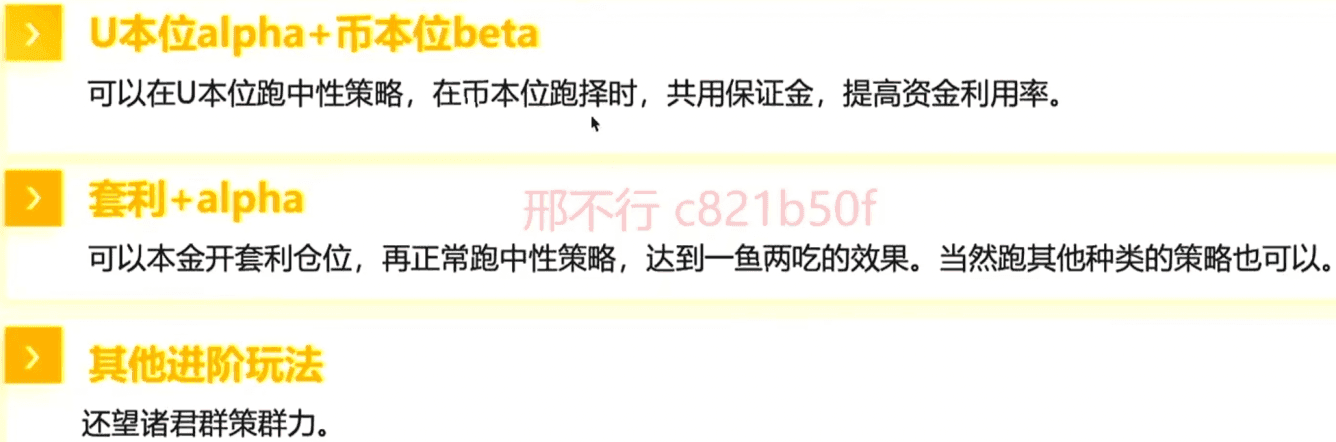 U本位alpha+币本位beta
可以在U本位跑中性策略，在币本位跑择时，共用保证金，提高资金利用率。
套利+alpha
邢不行 c821b50f
可以本金开套利仓位，再正常跑中性策略，达到一鱼两吃的效果。当然跑其他种类的策略也可以。
其他进阶玩法
还望诸君群策群力。